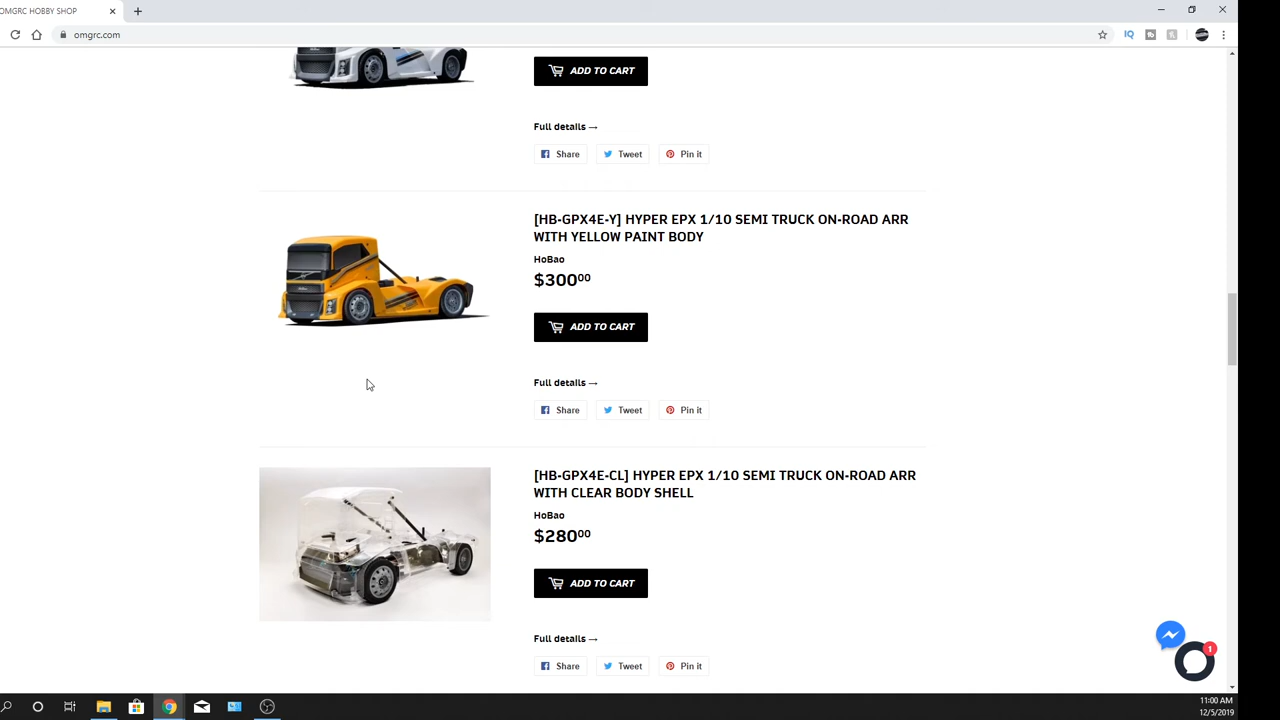 OMGRC HOBBY SHOP
omgrc.com
ADD TO CART
Full details →
Share Tweet Pin it
[HB-GPX4E-Y] HYPER EPX 1/10 SEMI TRUCK ON-ROAD ARR
WITH YELLOW PAINT BODY
HoBao
$300⁰⁰
ADD TO CART
Full details →
Share Tweet Pin it
[HB-GPX4E-CL] HYPER EPX 1/10 SEMI TRUCK ON-ROAD ARR
WITH CLEAR BODY SHELL
HoBao
$280⁰⁰
ADD TO CART
Full details →
Share Tweet Pin it
1
11:00 AM
12/5/2019